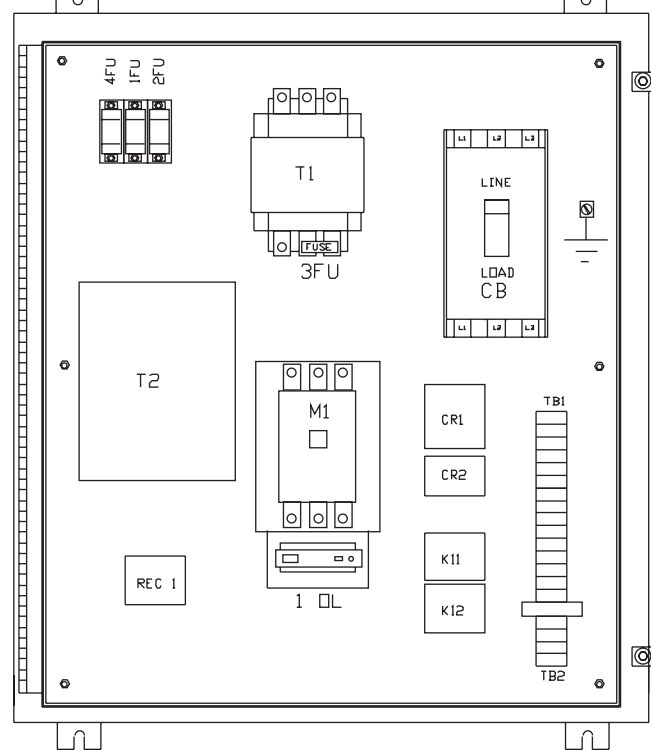 4FU 1FU 2FU
T1
FUSE
3FU
L1 L2 L3
LINE
LOAD
CB
L1 L2 L3
T2
M1
1 OL
REC 1
CR1
CR2
K11
K12
TB1
TB2